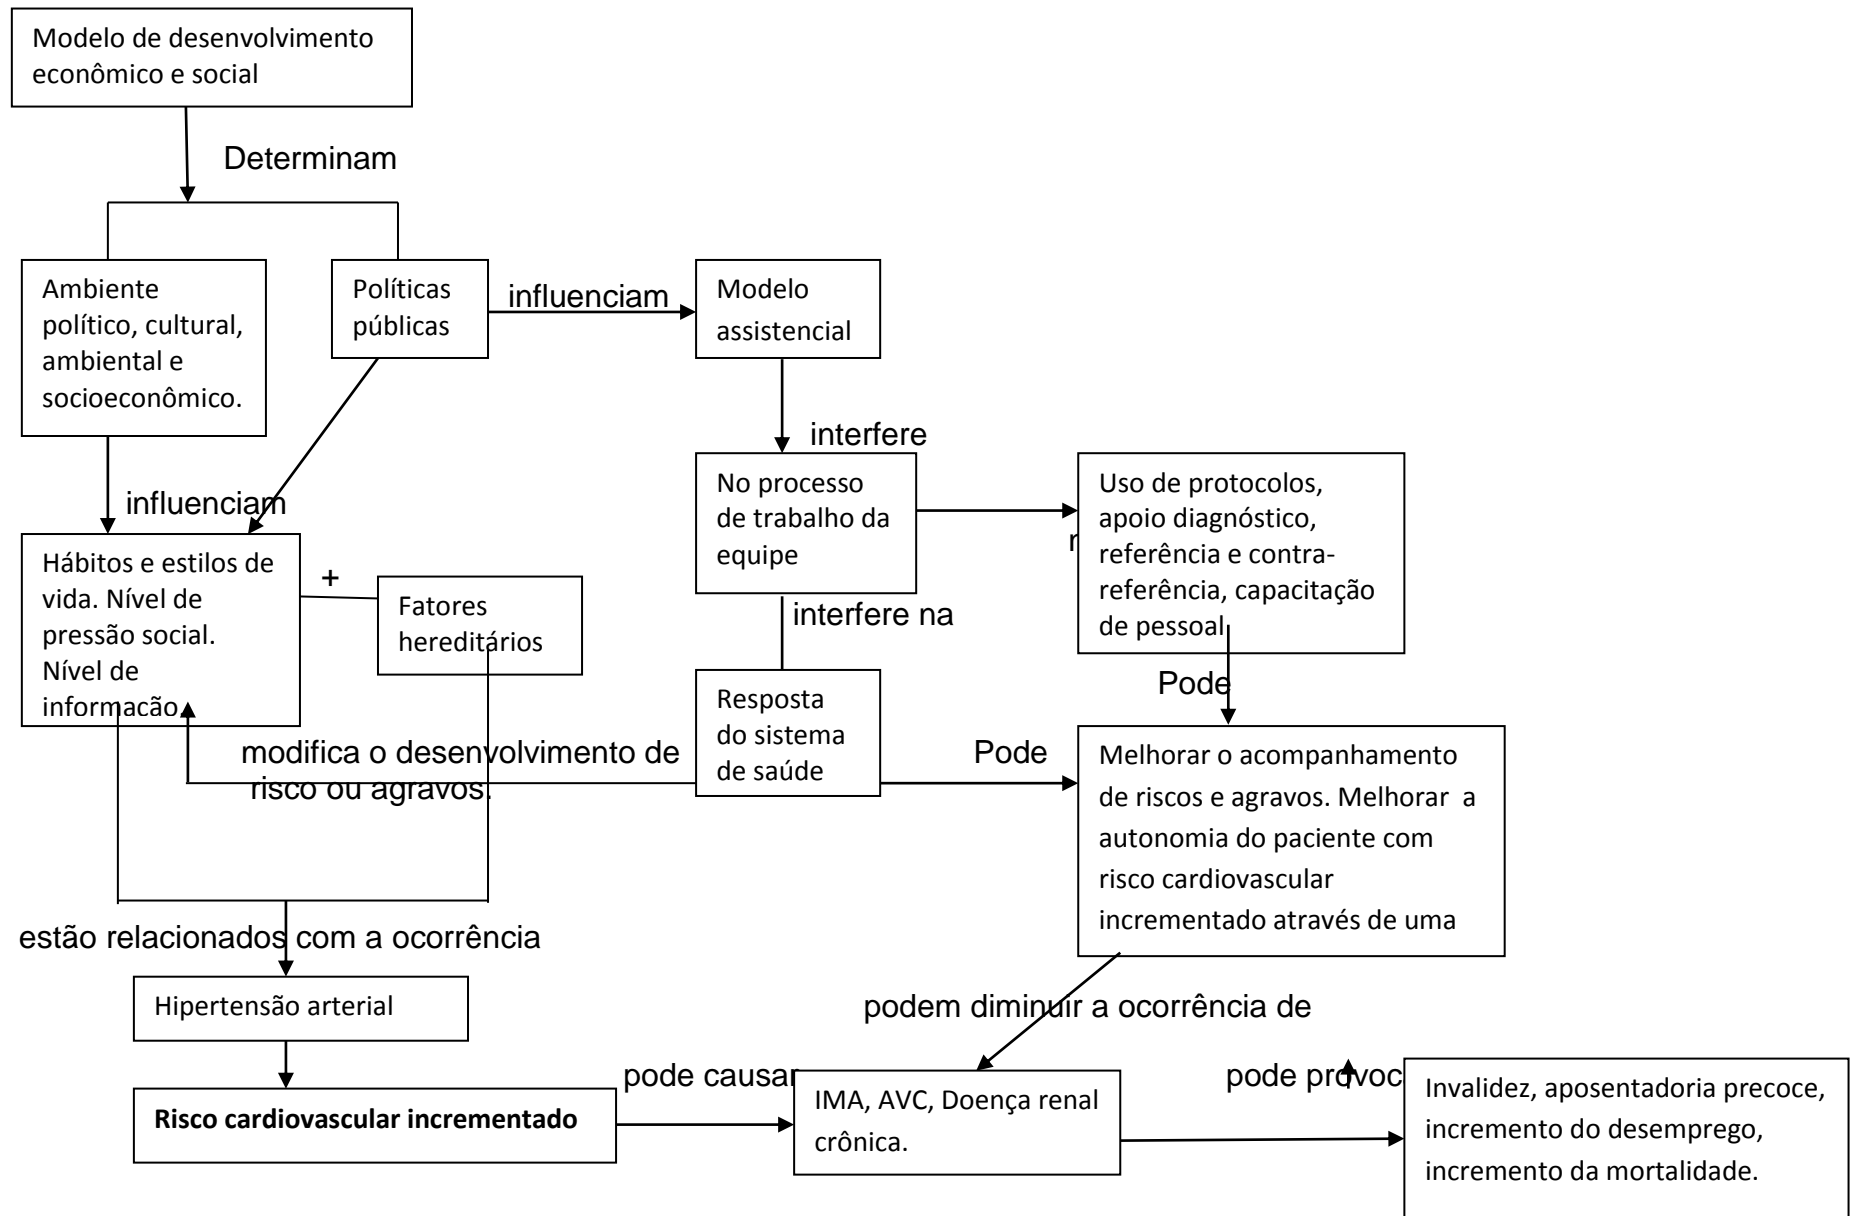 Modelo de desenvolvimento
econômico e social
Determinam
Ambiente
político, cultural,
ambiental e
socioeconômico.
Políticas
públicas
influenciam
Modelo
assistencial
interfere
influenciam
No processo
de trabalho da
equipe
Uso de protocolos,
apoio diagnóstico,
referência e contra-
referência, capacitação
de pessoal
Hábitos e estilos de
vida. Nível de
pressão social.
Nível de
informação.
+
Fatores
hereditários
interfere na
Pode
Resposta
do sistema
de saúde
modifica o desenvolvimento de
risco ou agravos.
Pode
Melhorar o acompanhamento
de riscos e agravos. Melhorar a
autonomia do paciente com
risco cardiovascular
incrementado através de uma
estão relacionados com a ocorrência
Hipertensão arterial
podem diminuir a ocorrência de
Risco cardiovascular incrementado
pode causar
IMA, AVC, Doença renal
crônica.
pode provoc
Invalidez, aposentadoria precoce,
incremento do desemprego,
incremento da mortalidade.